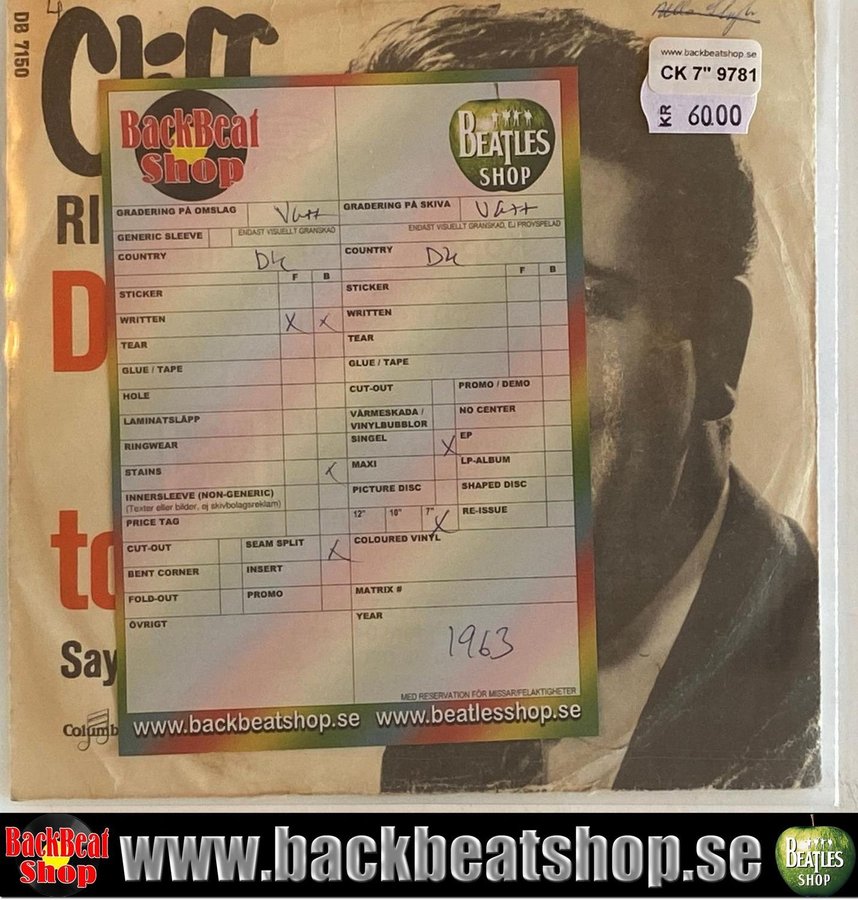 DB 7150
4
Cliff
RI
D
to
Say
Columb
www.backbeatshop.se
CK 7" 9781
KR 60.00
BackBeat
Shop
BEATLES
SHOP
GRADERING PÅ OMSLAG
GRADERING PÅ SKIVA
GENERIC SLEEVE
ENDAST VISUELLT GRANSKAD
ENDAST VISUELLT GRANSKAD, EJ PROVSPELAD
COUNTRY DK
COUNTRY DK
F B
F B
STICKER
STICKER
WRITTEN X X
WRITTEN
TEAR
TEAR
GLUE / TAPE
GLUE / TAPE
HOLE
CUT-OUT
PROMO / DEMO
LAMINATSLÄPP
VÄRMESKADA /
VINYLBUBBLOR
NO CENTER
RINGWEAR
SINGEL X
EP
STAINS X
MAXI
LP-ALBUM
INNERSLEEVE (NON-GENERIC)
(Texter eller bilder, ej skivbolagsreklam)
PICTURE DISC
SHAPED DISC
PRICE TAG
12" 10" 7" X
RE-ISSUE
CUT-OUT
SEAM SPLIT X
COLOURED VINYL
BENT CORNER
INSERT
FOLD-OUT
PROMO
MATRIX #
ÖVRIGT
YEAR
1963
MED RESERVATION FÖR MISSAR/FELAKTIGHETER
www.backbeatshop.se www.beatlesshop.se
BackBeat
Shop
www.backbeatshop.se
BEATLES
SHOP